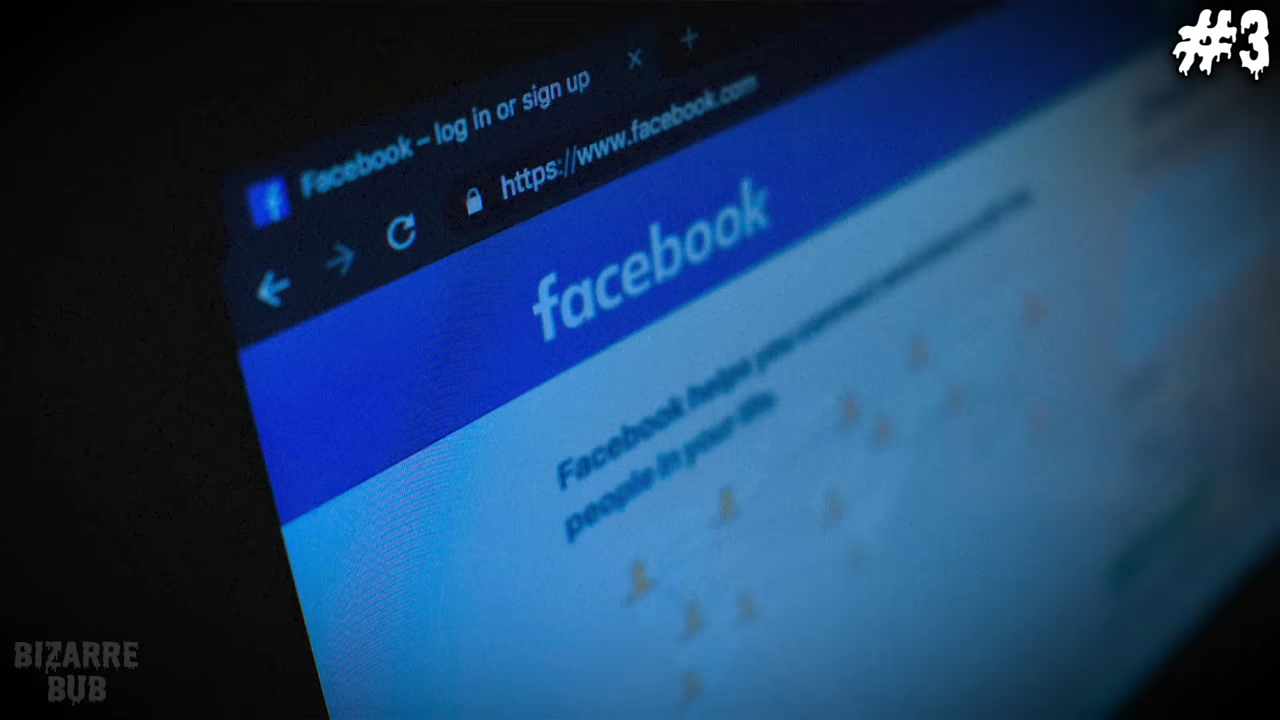 #3
Facebook – log in or sign up
https://www.facebook.com
facebook
Facebook helps you connect
people in your life
BIZARRE
BUB